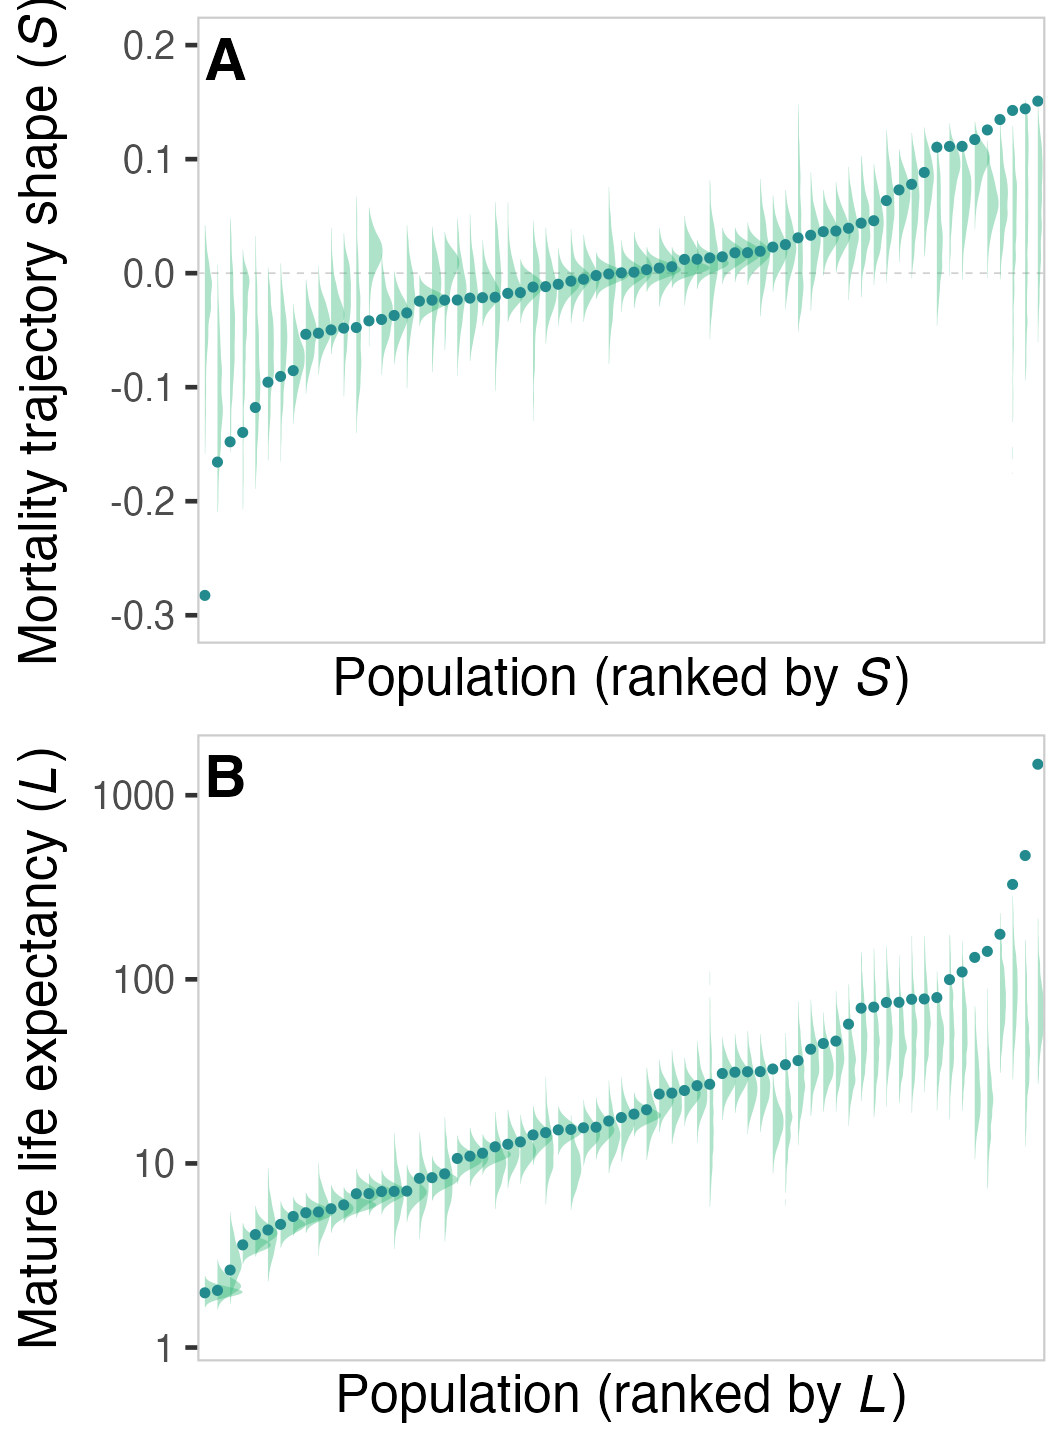 A
Mortality trajectory shape (S)
0.2
0.1
0.0
-0.1
-0.2
-0.3
Population (ranked by S)
B
Mature life expectancy (L)
1000
100
10
1
Population (ranked by L)